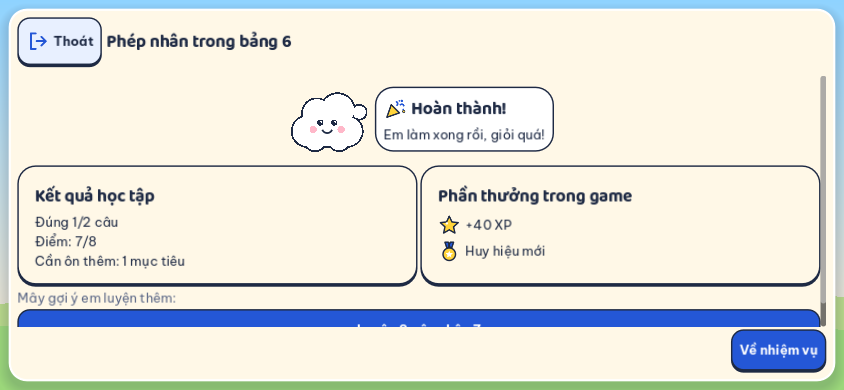 Thoát
Phép nhân trong bảng 6
Hoàn thành!
Em làm xong rồi, giỏi quá!
Kết quả học tập
Đúng 1/2 câu
Điểm: 7/8
Cần ôn thêm: 1 mục tiêu
Phần thưởng trong game
+40 XP
Huy hiệu mới
Mây gợi ý em luyện thêm:
Về nhiệm vụ